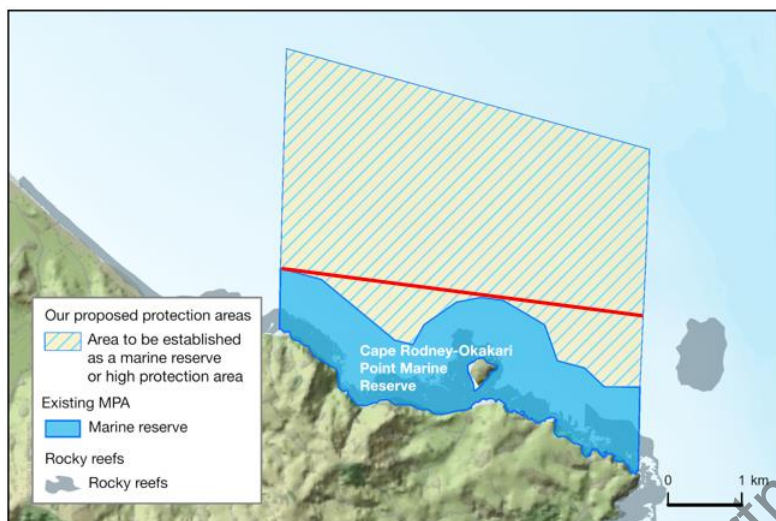 Our proposed protection areas
Area to be established
as a marine reserve
or high protection area
Existing MPA
Marine reserve
Rocky reefs
Rocky reefs
Cape Rodney-Okakari
Point Marine
Reserve
0 1 km